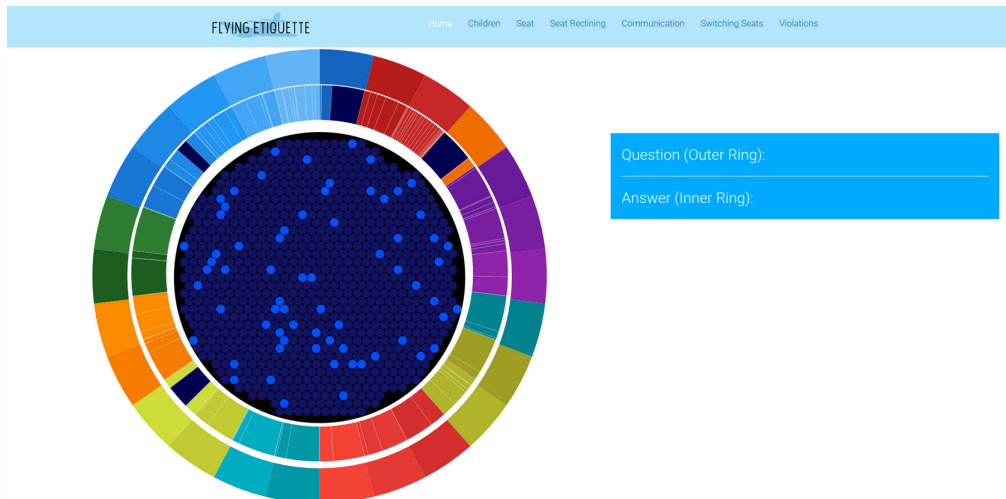 FLYING ETIQUETTE
Home Children Seat Seat Reclining Communication Switching Seats Violations
Question (Outer Ring):
Answer (Inner Ring):